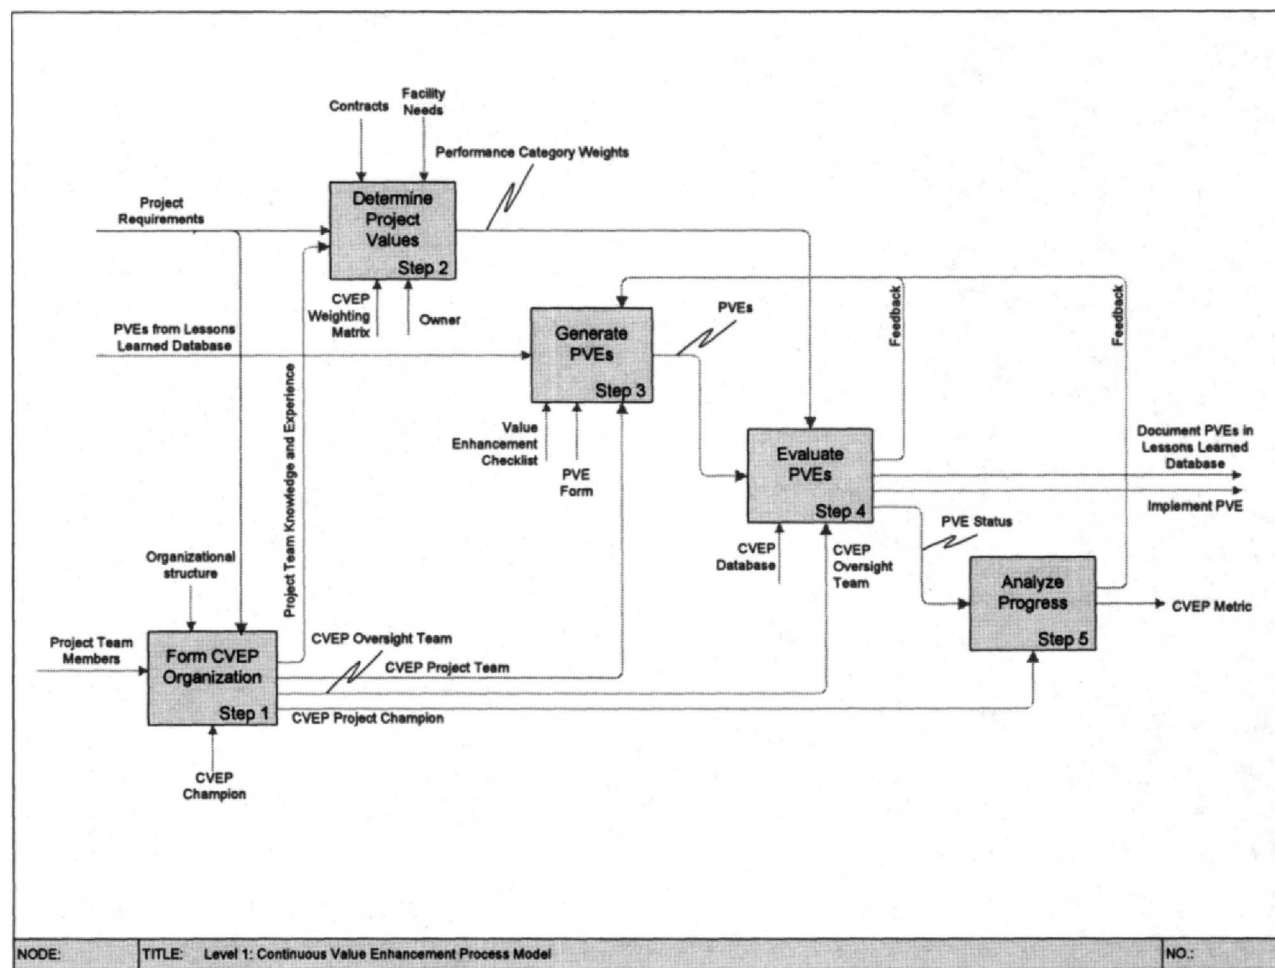 Contracts
Facility
Needs
Performance Category Weights
Project
Requirements
Determine
Project
Values
Step 2
CVEP
Weighting
Matrix
Owner
PVEs from Lessons
Learned Database
Generate
PVEs
Step 3
PVEs
Feedback
Feedback
Value
Enhancement
Checklist
PVE
Form
Project Team Knowledge and Experience
Evaluate
PVEs
Step 4
Document PVEs in
Lessons Learned
Database
Implement PVE
PVE Status
CVEP
Database
CVEP
Oversight
Team
Analyze
Progress
Step 5
CVEP Metric
Organizational
structure
Project Team
Members
Form CVEP
Organization
Step 1
CVEP Oversight Team
CVEP Project Team
CVEP Project Champion
CVEP
Champion
NODE:
TITLE: Level 1: Continuous Value Enhancement Process Model
NO.: